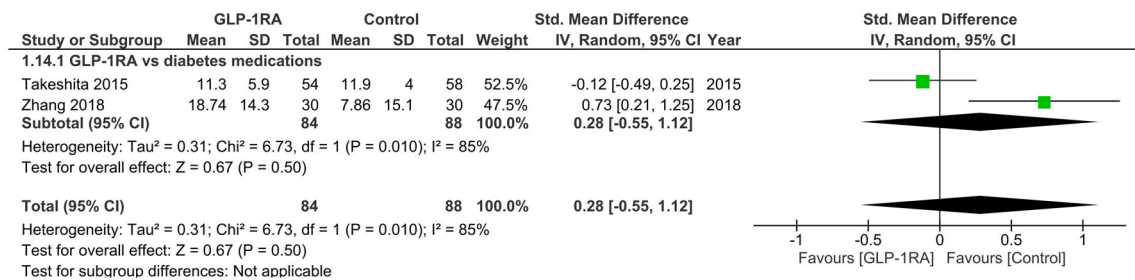 GLP-1RA Control Std. Mean Difference Std. Mean Difference
Study or Subgroup Mean SD Total Mean SD Total Weight IV, Random, 95% CI Year IV, Random, 95% CI
1.14.1 GLP-1RA vs diabetes medications
Takeshita 2015 11.3 5.9 54 11.9 4 58 52.5% -0.12 [-0.49, 0.25] 2015
Zhang 2018 18.74 14.3 30 7.86 15.1 30 47.5% 0.73 [0.21, 1.25] 2018
Subtotal (95% CI) 84 88 100.0% 0.28 [-0.55, 1.12]
Heterogeneity: Tau² = 0.31; Chi² = 6.73, df = 1 (P = 0.010); I² = 85%
Test for overall effect: Z = 0.67 (P = 0.50)
Total (95% CI) 84 88 100.0% 0.28 [-0.55, 1.12]
Heterogeneity: Tau² = 0.31; Chi² = 6.73, df = 1 (P = 0.010); I² = 85%
Test for overall effect: Z = 0.67 (P = 0.50)
Test for subgroup differences: Not applicable
-1 -0.5 0 0.5 1
Favours [GLP-1RA] Favours [Control]